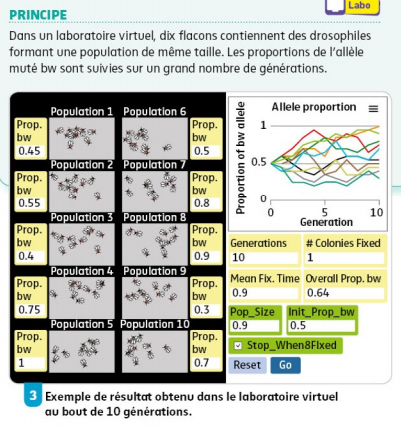 Labo
PRINCIPE
Dans un laboratoire virtuel, dix flacons contiennent des drosophiles
formant une population de même taille. Les proportions de l'allèle
muté bw sont suivies sur un grand nombre de générations.
Population 1 Population 6
Prop. bw 0.45
Prop. bw 0.5
Population 2 Population 7
Prop. bw 0.55
Prop. bw 0.8
Population 3 Population 8
Prop. bw 0.4
Prop. bw 0.9
Population 4 Population 9
Prop. bw 0.75
Prop. bw 0.3
Population 5 Population 10
Prop. bw 1
Prop. bw 0.7
Allele proportion
Proportion of bw allele
1
0.5
0
0 5 10
Generation
Generations # Colonies Fixed
10 1
Mean Fix. Time Overall Prop. bw
0.9 0.64
Pop_Size Init_Prop_bw
0.9 0.5
Stop_When8FIxed
Reset Go
3 Exemple de résultat obtenu dans le laboratoire virtuel
au bout de 10 générations.